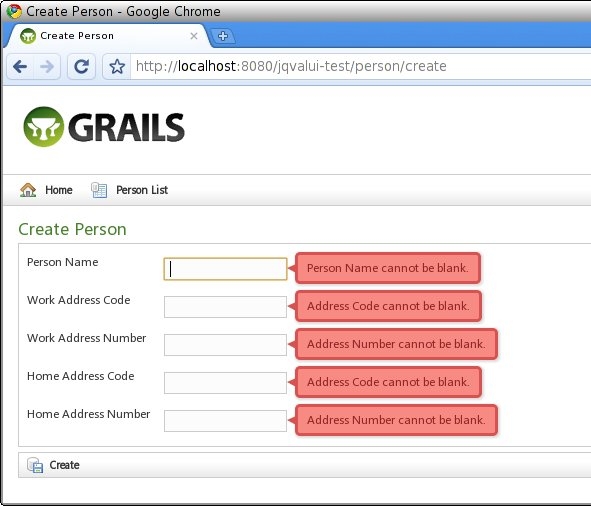 Create Person - Google Chrome
Create Person
http://localhost:8080/jqvalui-test/person/create
GRAILS
Home Person List
Create Person
Person Name Person Name cannot be blank.
Work Address Code Address Code cannot be blank.
Work Address Number Address Number cannot be blank.
Home Address Code Address Code cannot be blank.
Home Address Number Address Number cannot be blank.
Create